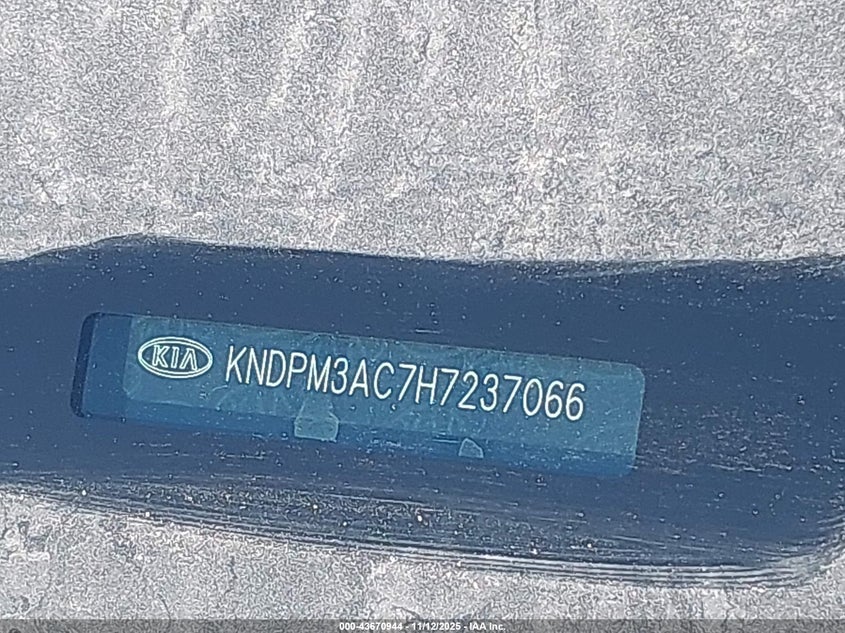 KIA KNDPM3AC7H7237066
000-43670944 - 11/12/2025 - IAA Inc.